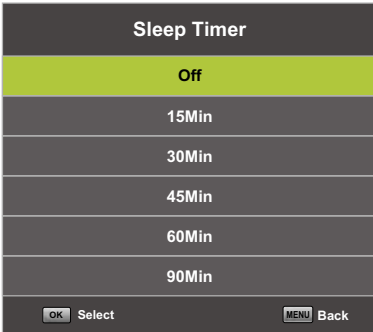 Sleep Timer
Off
15Min
30Min
45Min
60Min
90Min
OK Select MENU Back